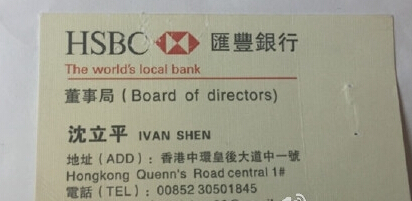 HSBC 匯豐銀行
The world's local bank
董事局 (Board of directors)
沈立平 IVAN SHEN
地址 (ADD) : 香港中環皇後大道中一號
Hongkong Quenn's Road central 1#
電話 (TEL) : 00852 30501845